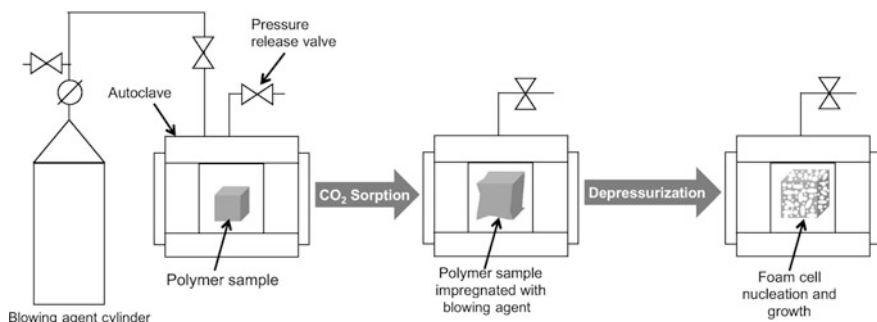 Pressure
release valve
Autoclave
CO₂ Sorption
Depressurization
Polymer sample
Polymer sample
impregnated with
blowing agent
Foam cell
nucleation and
growth
Blowing agent cylinder